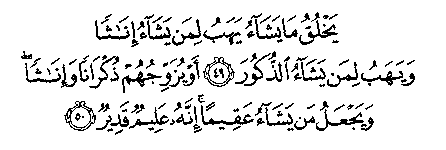 يَخْلُقُ مَا يَشَآءُ يَهَبُ لِمَن يَشَآءُ إِنَٰثًا
وَيَهَبُ لِمَن يَشَآءُ ٱلذُّكُورَ ﴿٤٩﴾ أَوْ يُزَوِّجُهُمْ ذُكْرَانًا وَإِنَٰثًا ۖ
وَيَجْعَلُ مَن يَشَآءُ عَقِيمًا ۚ إِنَّهُۥ عَلِيمٌ قَدِيرٌ ﴿٥٠﴾